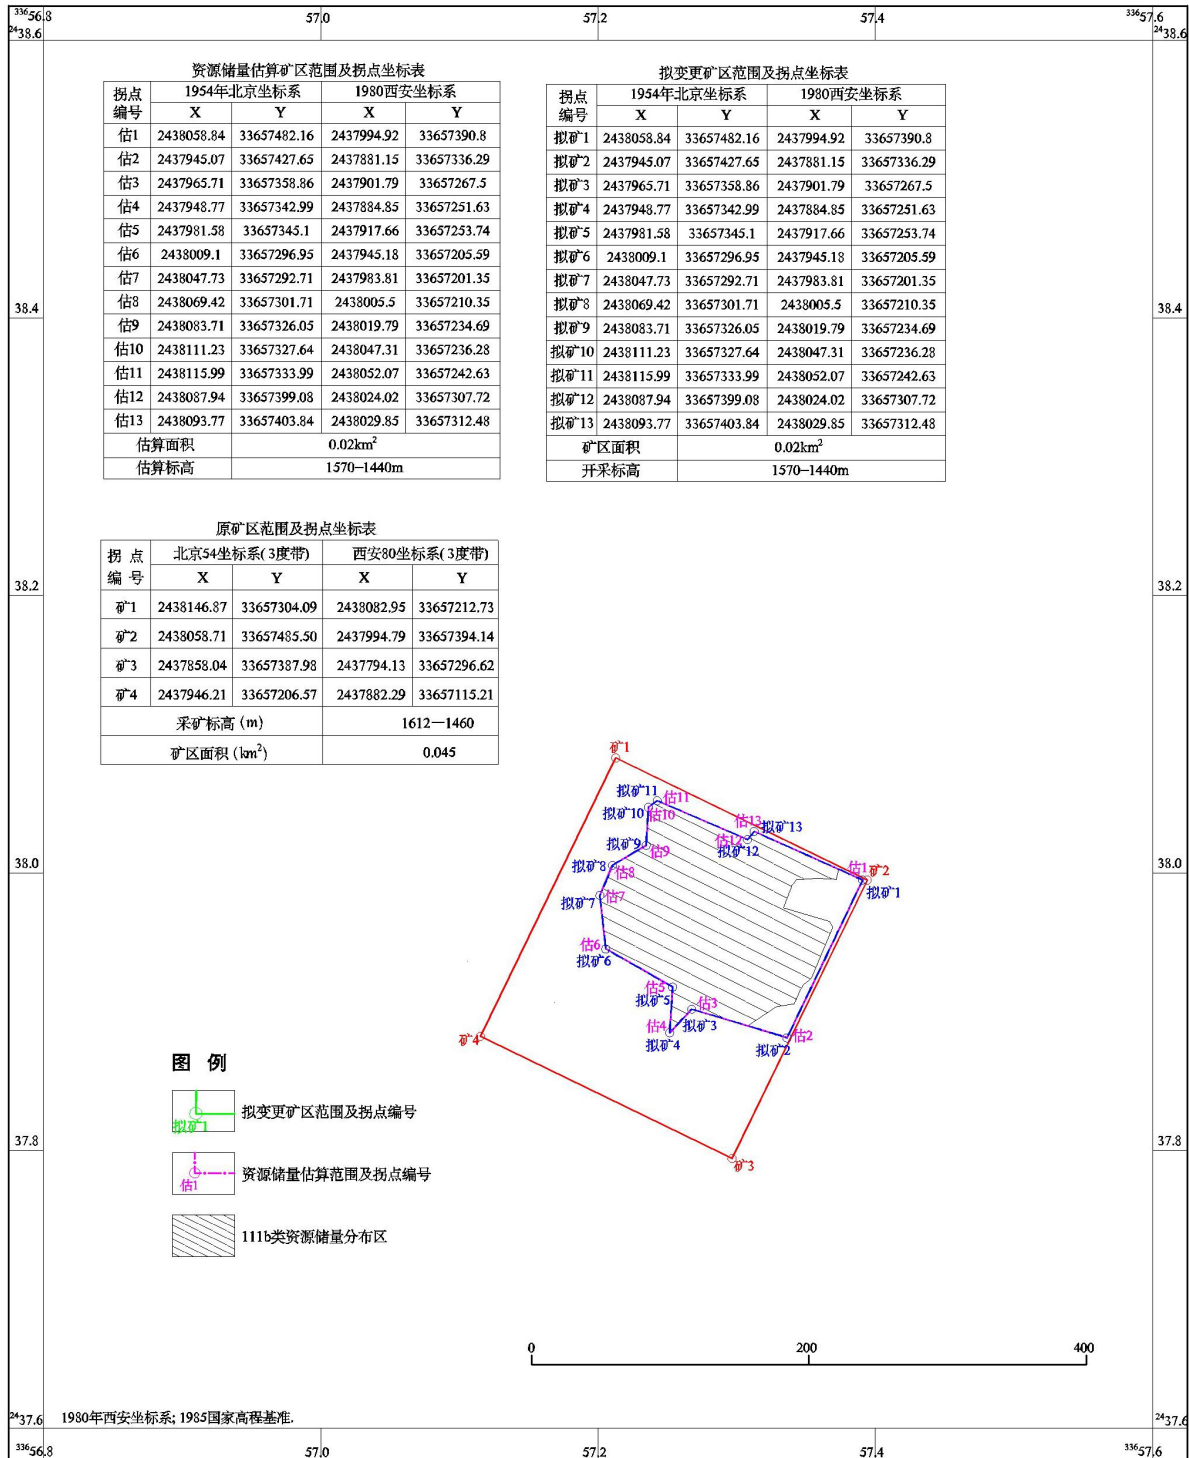 33656.8 57.0 57.2 57.4 33657.6
2438.6 2438.6
资源储量估算矿区范围及拐点坐标表
拐点编号 1954年北京坐标系 1980西安坐标系
X Y X Y
估1 2438058.84 33657482.16 2437994.92 33657390.8
估2 2437945.07 33657427.65 2437881.15 33657336.29
估3 2437965.71 33657358.86 2437901.79 33657267.5
估4 2437948.77 33657342.99 2437884.85 33657251.63
估5 2437981.58 33657345.1 2437917.66 33657253.74
估6 2438009.1 33657296.95 2437945.18 33657205.59
估7 2438047.73 33657292.71 2437983.81 33657201.35
估8 2438069.42 33657301.71 2438005.5 33657210.35
估9 2438083.71 33657326.05 2438019.79 33657234.69
估10 2438111.23 33657327.64 2438047.31 33657236.28
估11 2438115.99 33657333.99 2438052.07 33657242.63
估12 2438087.94 33657399.08 2438024.02 33657307.72
估13 2438093.77 33657403.84 2438029.85 33657312.48
估算面积 0.02km²
估算标高 1570—1440m
拟变更矿区范围及拐点坐标表
拐点编号 1954年北京坐标系 1980西安坐标系
X Y X Y
拟矿1 2438058.84 33657482.16 2437994.92 33657390.8
拟矿2 2437945.07 33657427.65 2437881.15 33657336.29
拟矿3 2437965.71 33657358.86 2437901.79 33657267.5
拟矿4 2437948.77 33657342.99 2437884.85 33657251.63
拟矿5 2437981.58 33657345.1 2437917.66 33657253.74
拟矿6 2438009.1 33657296.95 2437945.18 33657205.59
拟矿7 2438047.73 33657292.71 2437983.81 33657201.35
拟矿8 2438069.42 33657301.71 2438005.5 33657210.35
拟矿9 2438083.71 33657326.05 2438019.79 33657234.69
拟矿10 2438111.23 33657327.64 2438047.31 33657236.28
拟矿11 2438115.99 33657333.99 2438052.07 33657242.63
拟矿12 2438087.94 33657399.08 2438024.02 33657307.72
拟矿13 2438093.77 33657403.84 2438029.85 33657312.48
矿区面积 0.02km²
开采标高 1570—1440m
38.4 38.4
原矿区范围及拐点坐标表
拐点编号 北京54坐标系(3度带) 西安80坐标系(3度带)
X Y X Y
矿1 2438146.87 33657304.09 2438082.95 33657212.73
矿2 2438058.71 33657485.50 2437994.79 33657394.14
矿3 2437858.04 33657387.98 2437794.13 33657296.62
矿4 2437946.21 33657206.57 2437882.29 33657115.21
采矿标高(m) 1612—1460
矿区面积(km²) 0.045
38.2 38.2
矿1
拟矿11 估11
拟矿10 估10
估13 拟矿13
估12
拟矿12
拟矿9 估9
拟矿8 估8
估1 矿2
拟矿1
38.0 38.0
拟矿7 估7
估6
拟矿6
估5
拟矿5
估3
拟矿3
估4
拟矿4
估2
拟矿2
矿4
矿3
37.8 37.8
图 例
拟矿1 拟变更矿区范围及拐点编号
估1 资源储量估算范围及拐点编号
111b类资源储量分布区
0 200 400
1980年西安坐标系; 1985国家高程基准.
2437.6 2437.6
33656.8 57.0 57.2 57.4 33657.6